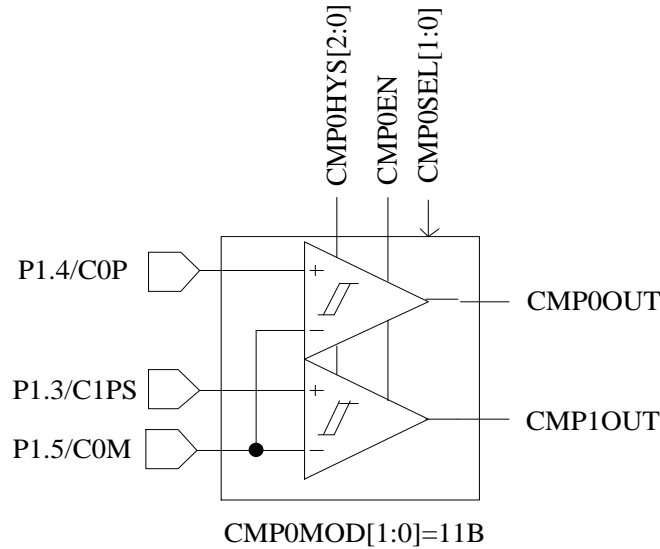 CMP0HYS[2:0]
CMP0EN
CMP0SEL[1:0]
P1.4/C0P
+
−
CMP0OUT
P1.3/C1PS
+
P1.5/C0M
−
CMP1OUT
CMP0MOD[1:0]=11B